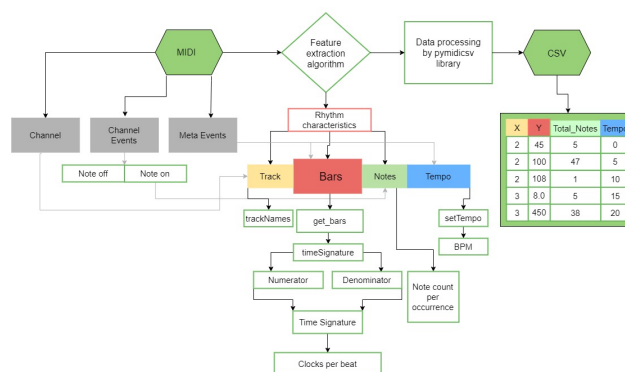 MIDI
Feature
extraction
algorithm
Data processing
by pymidicsv
library
CSV
Channel
Channel
Events
Meta Events
Rhythm
characteristics
Note off
Note on
Track
Bars
Notes
Tempo
trackNames
get_bars
setTempo
timeSignature
BPM
Numerator
Denominator
Note count
per
occurrence
Time Signature
Clocks per beat
X Y Total_Notes Tempo
2 45 5 0
2 100 47 5
2 108 1 10
3 8.0 5 15
3 450 38 20